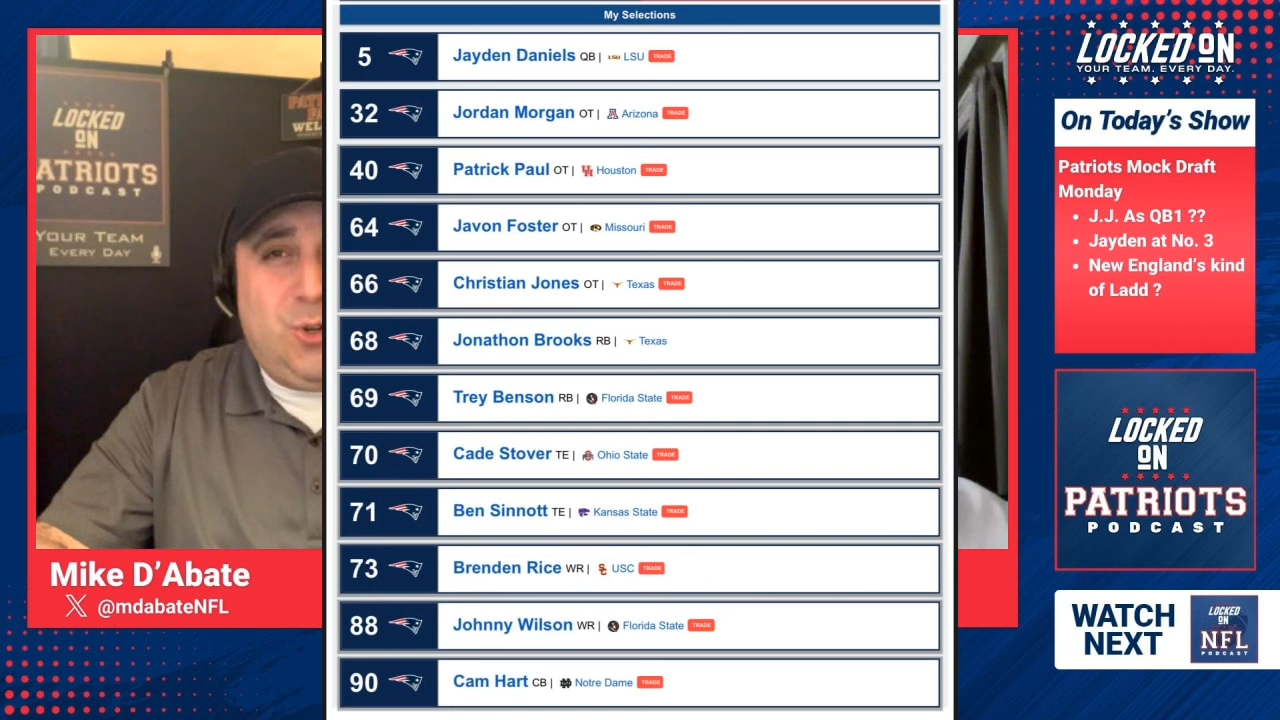 My Selections
5 Jayden Daniels QB | LSU LSU TRADE
32 Jordan Morgan OT | Arizona TRADE
40 Patrick Paul OT | Houston TRADE
64 Javon Foster OT | Missouri TRADE
66 Christian Jones OT | Texas TRADE
68 Jonathon Brooks RB | Texas
69 Trey Benson RB | Florida State TRADE
70 Cade Stover TE | Ohio State TRADE
71 Ben Sinnott TE | Kansas State TRADE
73 Brenden Rice WR | USC TRADE
88 Johnny Wilson WR | Florida State TRADE
90 Cam Hart CB | Notre Dame TRADE
LOCKED
ON
ATRIOTS
PODCAST
YOUR TEAM
EVERY DAY
WEL
Mike D’Abate
X @mdabateNFL
LOCKED ON
YOUR TEAM. EVERY DAY.
On Today’s Show
Patriots Mock Draft
Monday
• J.J. As QB1 ??
• Jayden at No. 3
• New England’s kind
of Ladd ?
LOCKED
ON
PATRIOTS
PODCAST
WATCH
NEXT
LOCKED
ON
NFL
PODCAST